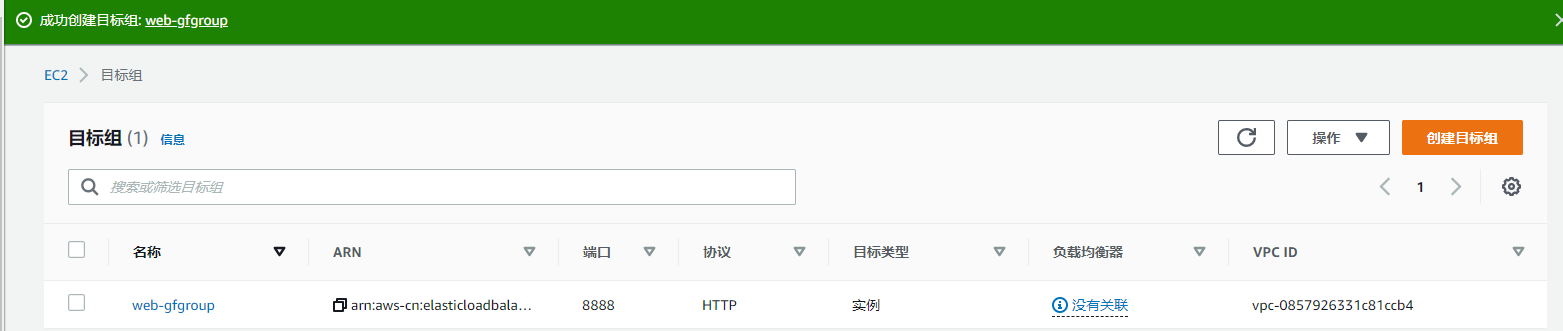 成功创建目标组: web-gfgroup
EC2 目标组
目标组 (1) 信息
操作 创建目标组
搜索或筛选目标组
1
名称 ARN 端口 协议 目标类型 负载均衡器 VPC ID
web-gfgroup arn:aws-cn:elasticloadbala... 8888 HTTP 实例 没有关联 vpc-0857926331c81ccb4